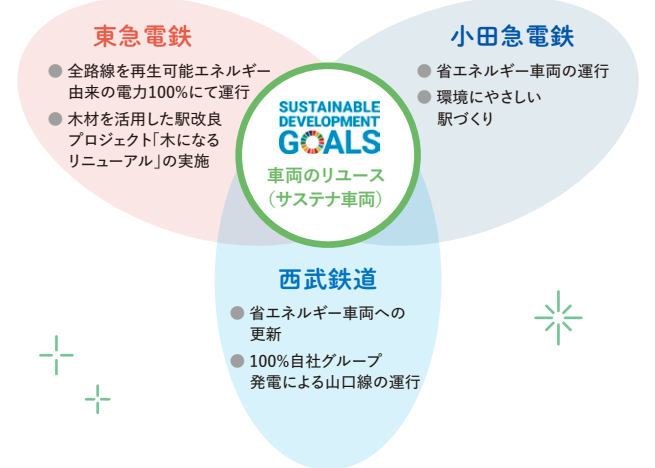 東急電鉄
● 全路線を再生可能エネルギー
由来の電力100%にて運行
● 木材を活用した駅改良
プロジェクト「木になる
リニューアル」の実施
小田急電鉄
● 省エネルギー車両の運行
● 環境にやさしい
駅づくり
SUSTAINABLE
DEVELOPMENT
GOALS
車両のリユース
(サステナ車両)
西武鉄道
● 省エネルギー車両への
更新
● 100%自社グループ
発電による山口線の運行